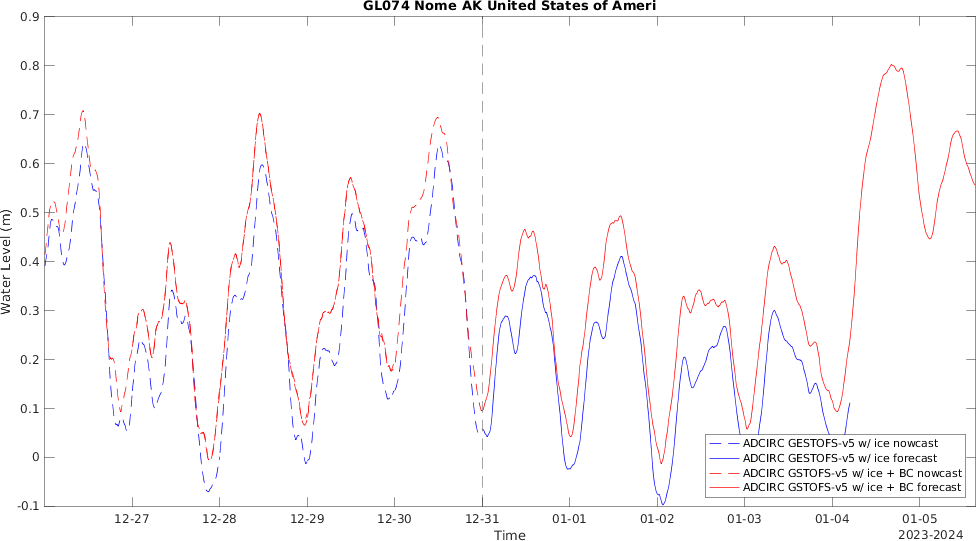 GL074 Nome AK United States of Ameri
0.9
0.8
0.7
0.6
0.5
0.4
0.3
0.2
0.1
0
-0.1
Water Level (m)
ADCIRC GESTOFS-v5 w/ ice nowcast
ADCIRC GESTOFS-v5 w/ ice forecast
ADCIRC GSTOFS-v5 w/ ice + BC nowcast
ADCIRC GSTOFS-v5 w/ ice + BC forecast
12-27 12-28 12-29 12-30 12-31 01-01 01-02 01-03 01-04 01-05
Time
2023-2024